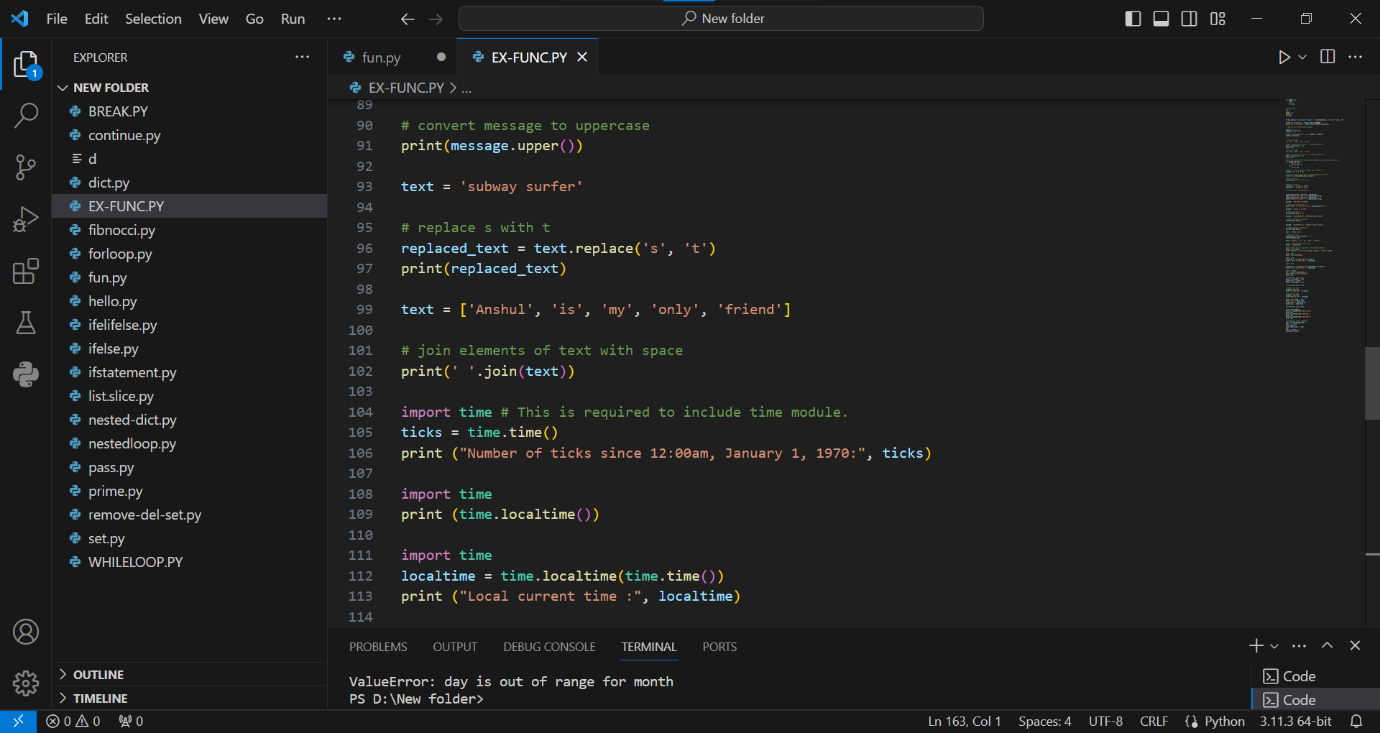 File Edit Selection View Go Run ··· New folder
EXPLORER ···
1
NEW FOLDER
BREAK.PY
continue.py
d
dict.py
EX-FUNC.PY
fibnocci.py
forloop.py
fun.py
hello.py
ifelifelse.py
ifelse.py
ifstatement.py
list.slice.py
nested-dict.py
nestedloop.py
pass.py
prime.py
remove-del-set.py
set.py
WHILELOOP.PY
OUTLINE
TIMELINE
fun.py EX-FUNC.PY
EX-FUNC.PY > ...
89
90 # convert message to uppercase
91 print(message.upper())
92
93 text = 'subway surfer'
94
95 # replace s with t
96 replaced_text = text.replace('s', 't')
97 print(replaced_text)
98
99 text = ['Anshul', 'is', 'my', 'only', 'friend']
100
101 # join elements of text with space
102 print(' '.join(text))
103
104 import time # This is required to include time module.
105 ticks = time.time()
106 print ("Number of ticks since 12:00am, January 1, 1970:", ticks)
107
108 import time
109 print (time.localtime())
110
111 import time
112 localtime = time.localtime(time.time())
113 print ("Local current time :", localtime)
114
PROBLEMS OUTPUT DEBUG CONSOLE TERMINAL PORTS
ValueError: day is out of range for month
PS D:\New folder>
Code
Code
0 0 0 Ln 163, Col 1 Spaces: 4 UTF-8 CRLF Python 3.11.3 64-bit